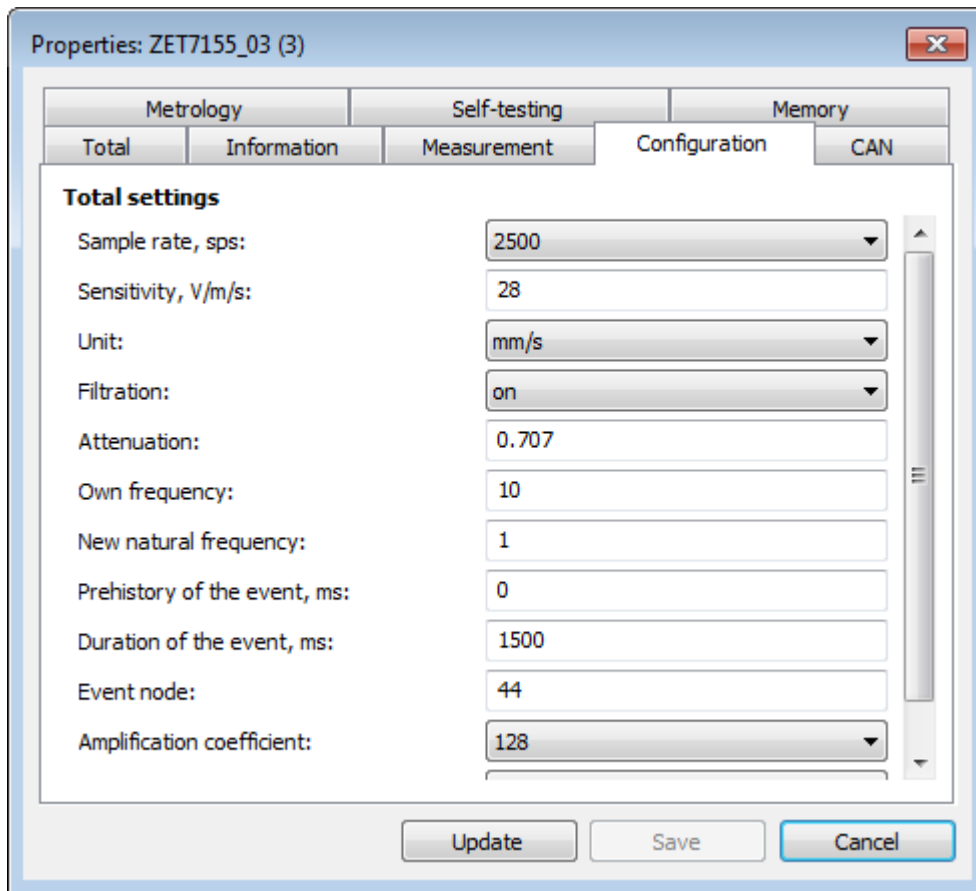 Properties: ZET7155_03 (3)
Metrology Self-testing Memory
Total Information Measurement Configuration CAN
Total settings
Sample rate, sps: 2500
Sensitivity, V/m/s: 28
Unit: mm/s
Filtration: on
Attenuation: 0.707
Own frequency: 10
New natural frequency: 1
Prehistory of the event, ms: 0
Duration of the event, ms: 1500
Event node: 44
Amplification coefficient: 128
Update Save Cancel